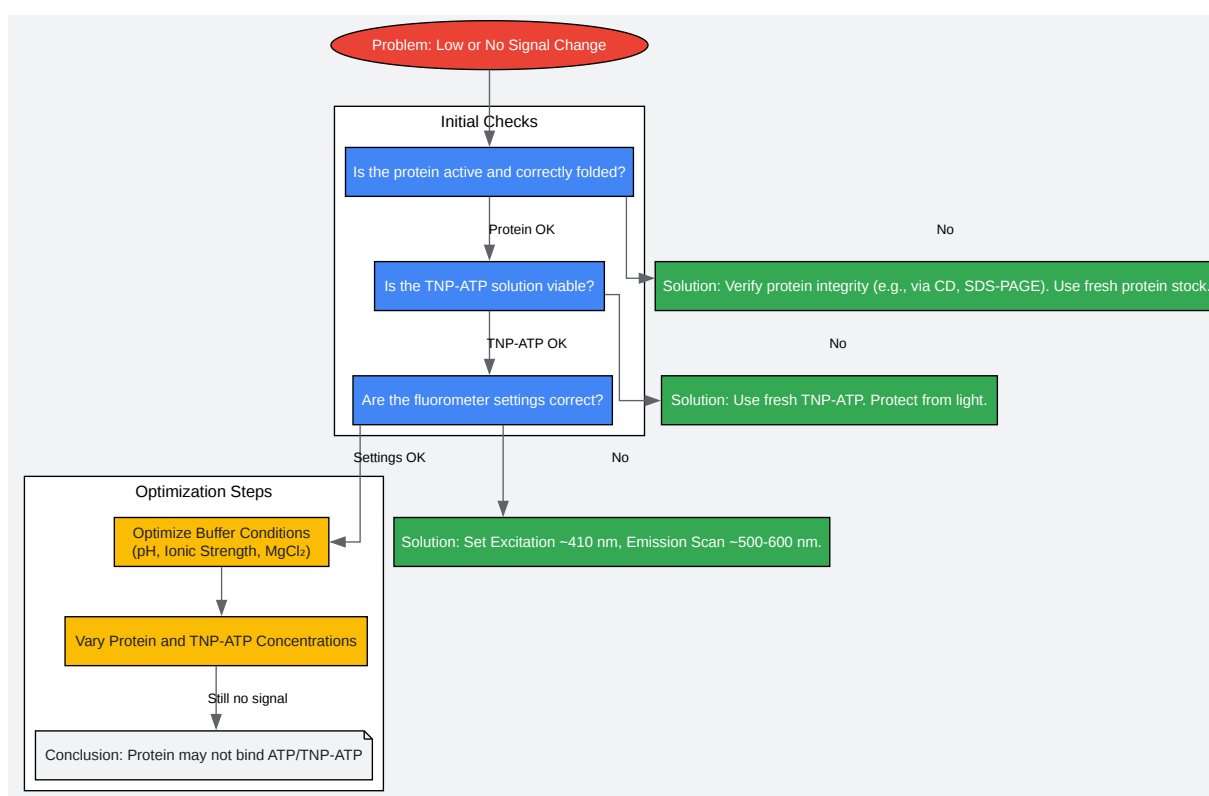 Problem: Low or No Signal Change
Initial Checks
Is the protein active and correctly folded?
Protein OK
No
Is the TNP-ATP solution viable?
Solution: Verify protein integrity (e.g., via CD, SDS-PAGE). Use fresh protein stock.
TNP-ATP OK
No
Are the fluorometer settings correct?
Solution: Use fresh TNP-ATP. Protect from light.
Settings OK
No
Optimization Steps
Optimize Buffer Conditions
(pH, Ionic Strength, MgCl₂)
Solution: Set Excitation ~410 nm, Emission Scan ~500-600 nm.
Vary Protein and TNP-ATP Concentrations
Still no signal
Conclusion: Protein may not bind ATP/TNP-ATP